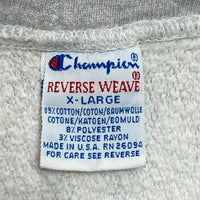 Champion®
REVERSE WEAVE®
X-LARGE
89% COTTON/COTON/BAUMWOLLE
COTONE/KATOEN/BOMULD
8% POLYESTER
3% VISCOSE RAYON
MADE IN U.S.A. RN 26094
FOR CARE SEE REVERSE